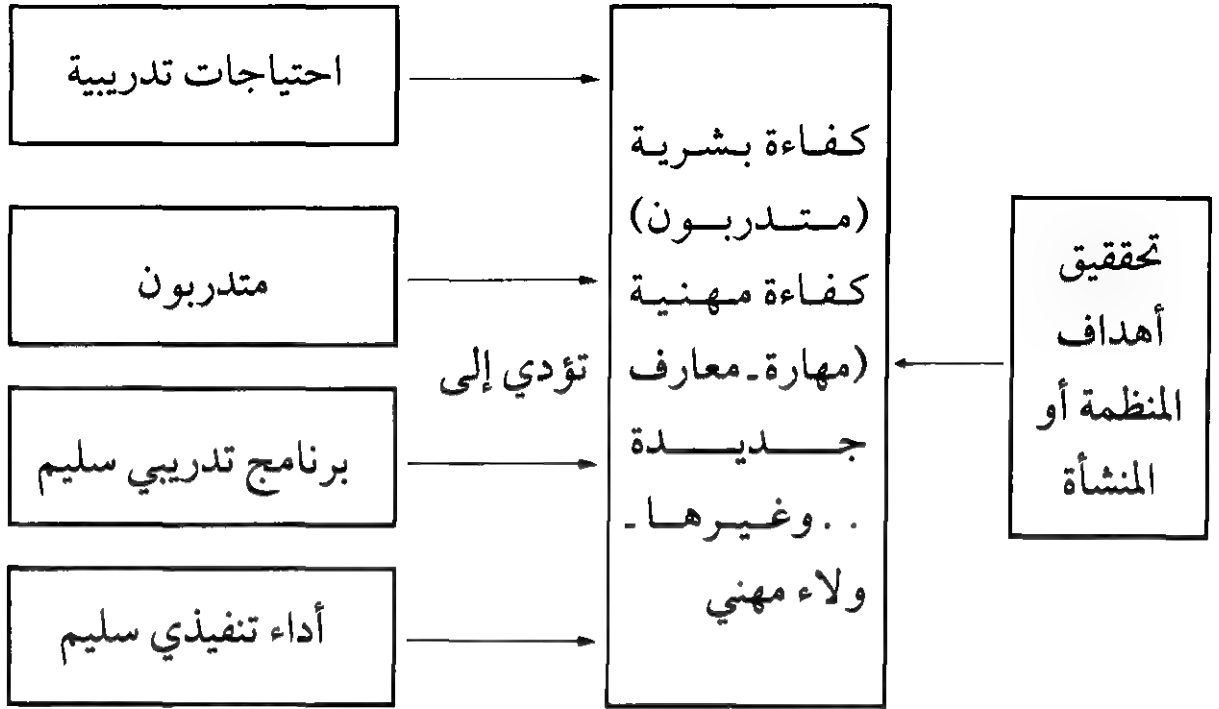 احتياجات تدريبية
متدربون
تؤدي إلى
برنامج تدريبي سليم
أداء تنفيذي سليم
كفاءة بشرية
(متدربون)
كفاءة مهنية
(مهارة ـ معارف
جديدة
. . وغيرها ـ
ولاء مهني
تحققيق
أهداف
المنظمة أو
المنشأة